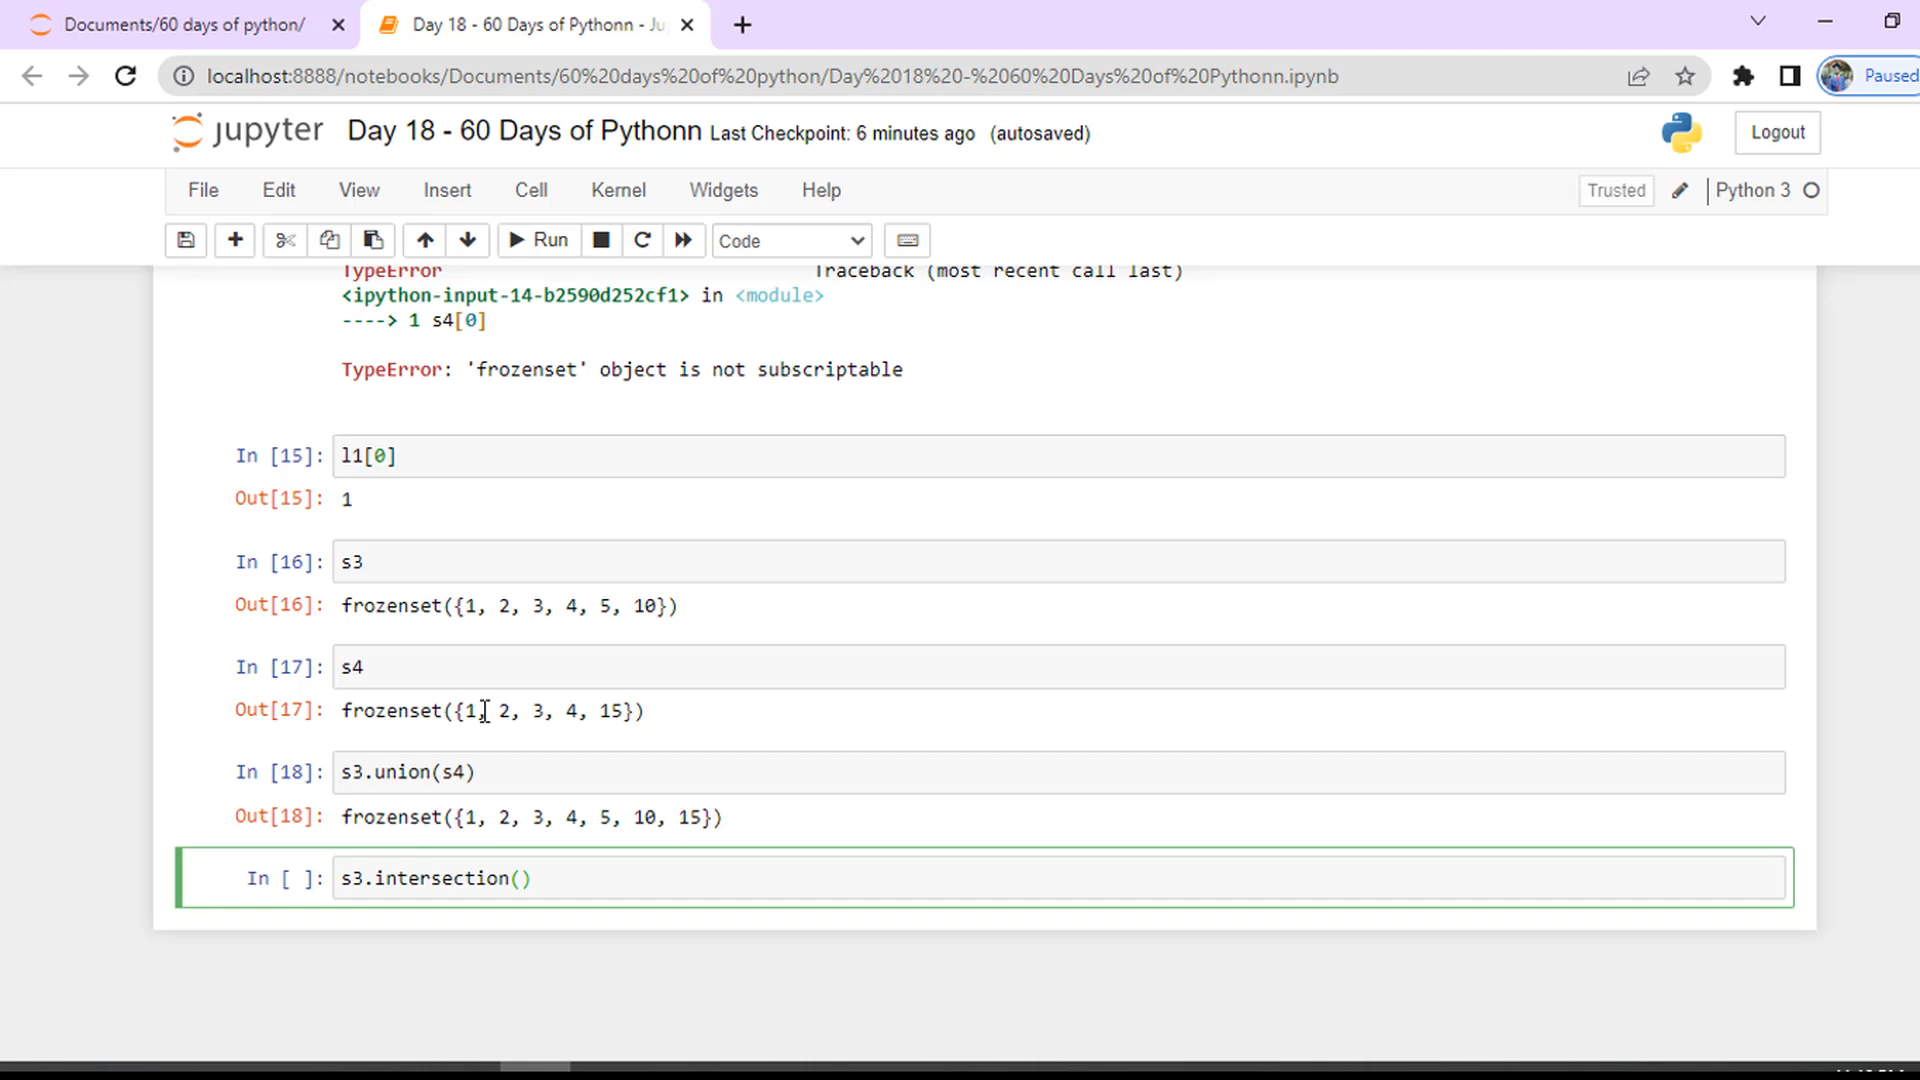 Documents/60 days of python/
Day 18 - 60 Days of Pythonn - Ju
localhost:8888/notebooks/Documents/60%20days%20of%20python/Day%2018%20-%2060%20Days%20of%20Pythonn.ipynb
Paused
jupyter Day 18 - 60 Days of Pythonn Last Checkpoint: 6 minutes ago (autosaved)
Logout
File Edit View Insert Cell Kernel Widgets Help
Trusted Python 3
Run Code
TypeError Traceback (most recent call last)
<ipython-input-14-b2590d252cf1> in <module>
----> 1 s4[0]
TypeError: 'frozenset' object is not subscriptable
In [15]: l1[0]
Out[15]: 1
In [16]: s3
Out[16]: frozenset({1, 2, 3, 4, 5, 10})
In [17]: s4
Out[17]: frozenset({1, 2, 3, 4, 15})
In [18]: s3.union(s4)
Out[18]: frozenset({1, 2, 3, 4, 5, 10, 15})
In [ ]: s3.intersection()